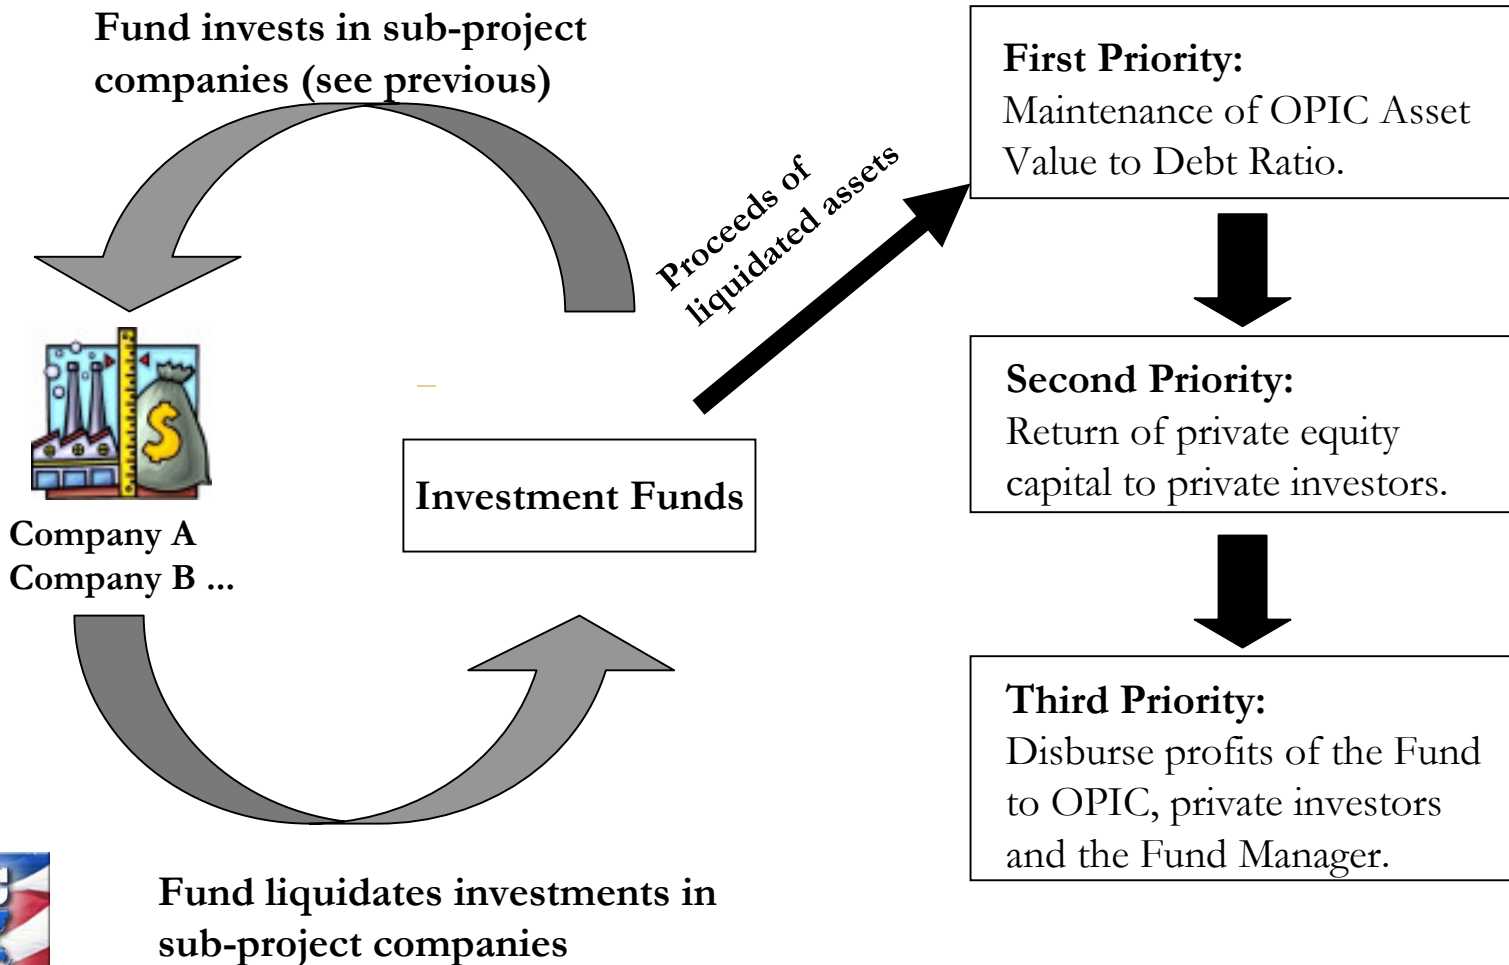 Fund invests in sub-project
companies (see previous)
Proceeds of
liquidated assets
$
Company A
Company B ...
Investment Funds
Fund liquidates investments in
sub-project companies
First Priority:
Maintenance of OPIC Asset
Value to Debt Ratio.
Second Priority:
Return of private equity
capital to private investors.
Third Priority:
Disburse profits of the Fund
to OPIC, private investors
and the Fund Manager.